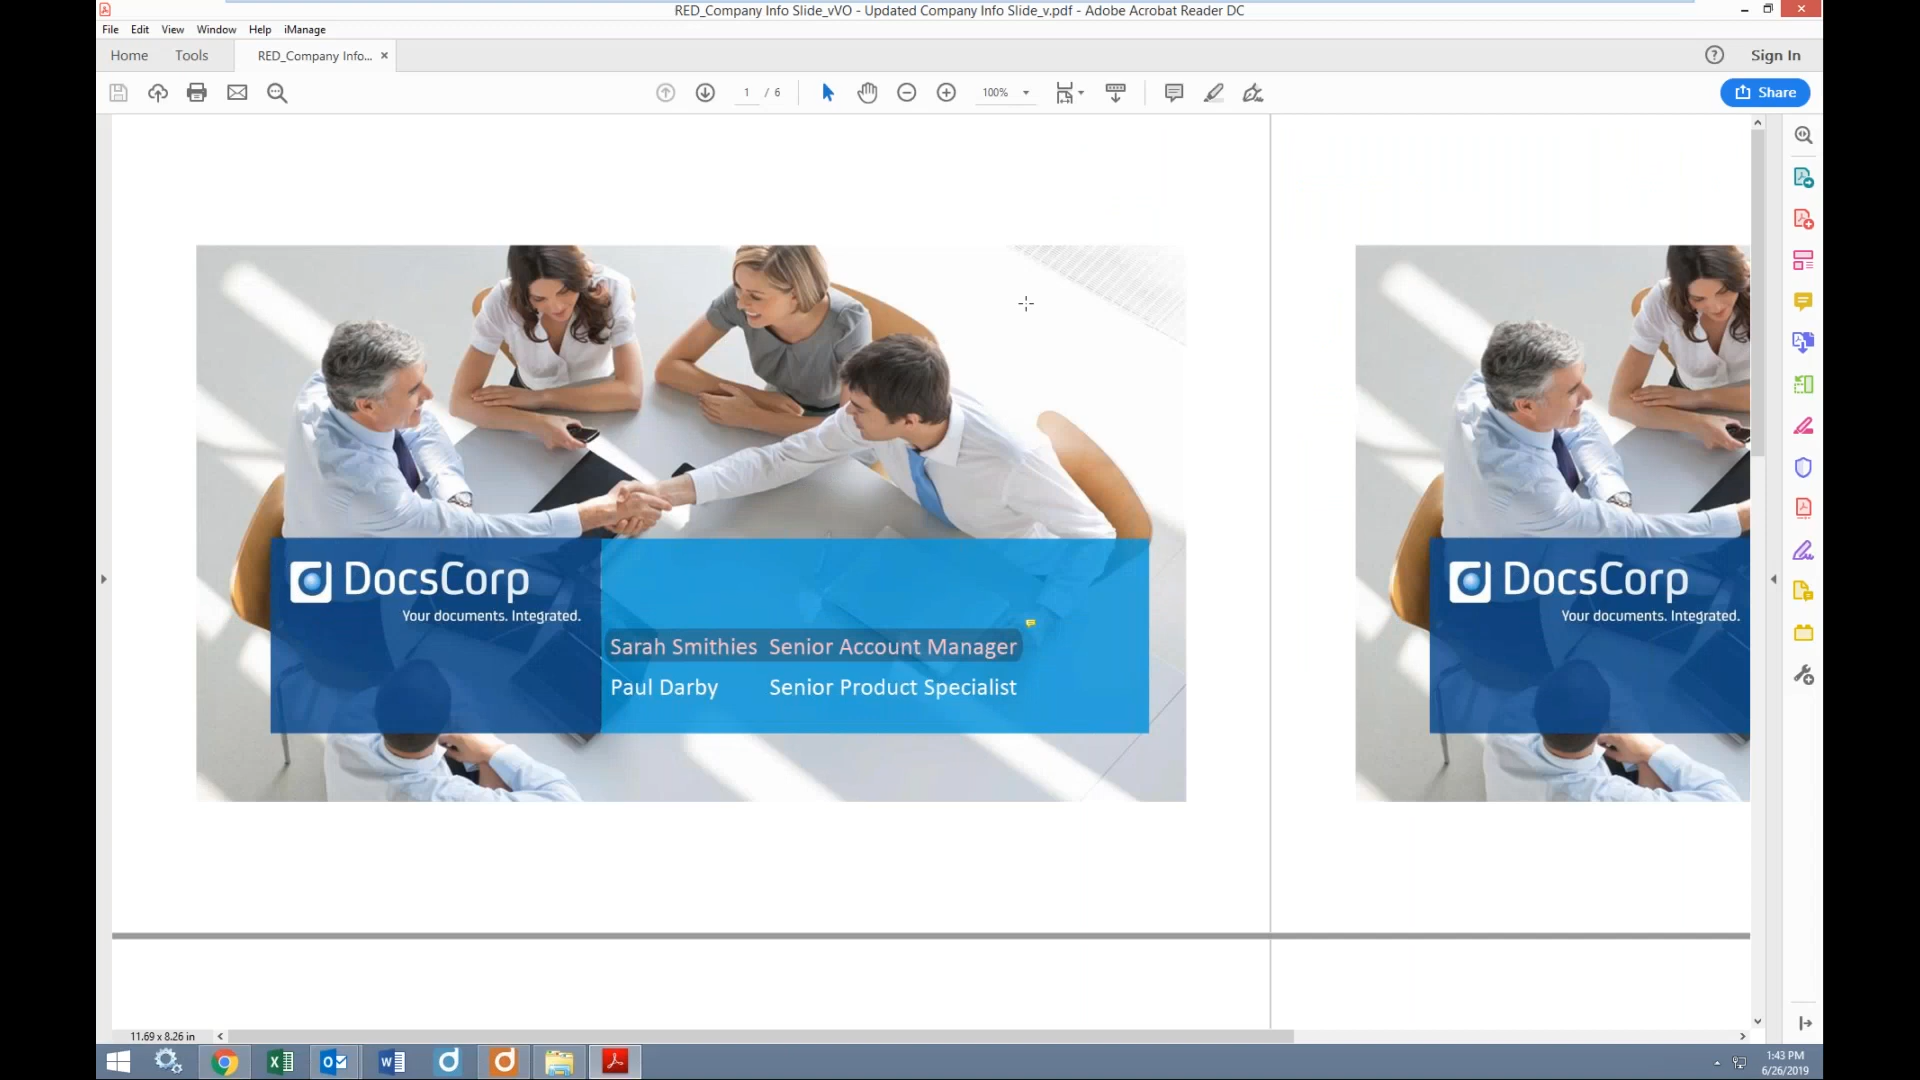 RED_Company Info Slide_vVO - Updated Company Info Slide_v.pdf - Adobe Acrobat Reader DC
File Edit View Window Help iManage
Home Tools RED_Company Info... × Sign In
1 / 6 100% Share
DocsCorp
Your documents. Integrated.
Sarah Smithies Senior Account Manager
Paul Darby Senior Product Specialist
DocsCorp
Your documents. Integrated.
11.69 x 8.26 in
1:43 PM
6/26/2019